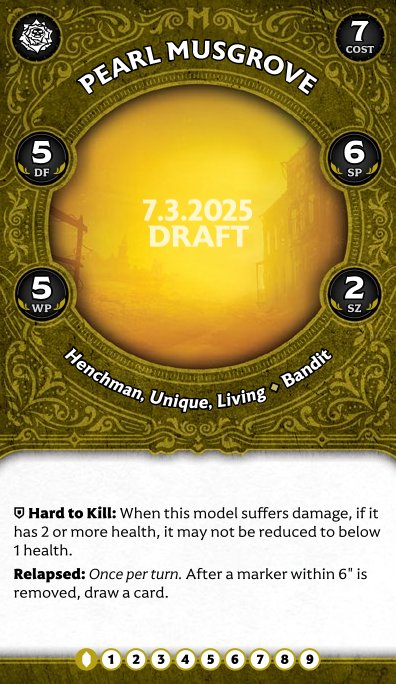 M
7
COST
PEARL MUSGROVE
5
DF
6
SP
7.3.2025
DRAFT
5
WP
2
SZ
Henchman, Unique, Living ⬥ Bandit
Hard to Kill: When this model suffers damage, if it
has 2 or more health, it may not be reduced to below
1 health.
Relapsed: Once per turn. After a marker within 6" is
removed, draw a card.
1 2 3 4 5 6 7 8 9